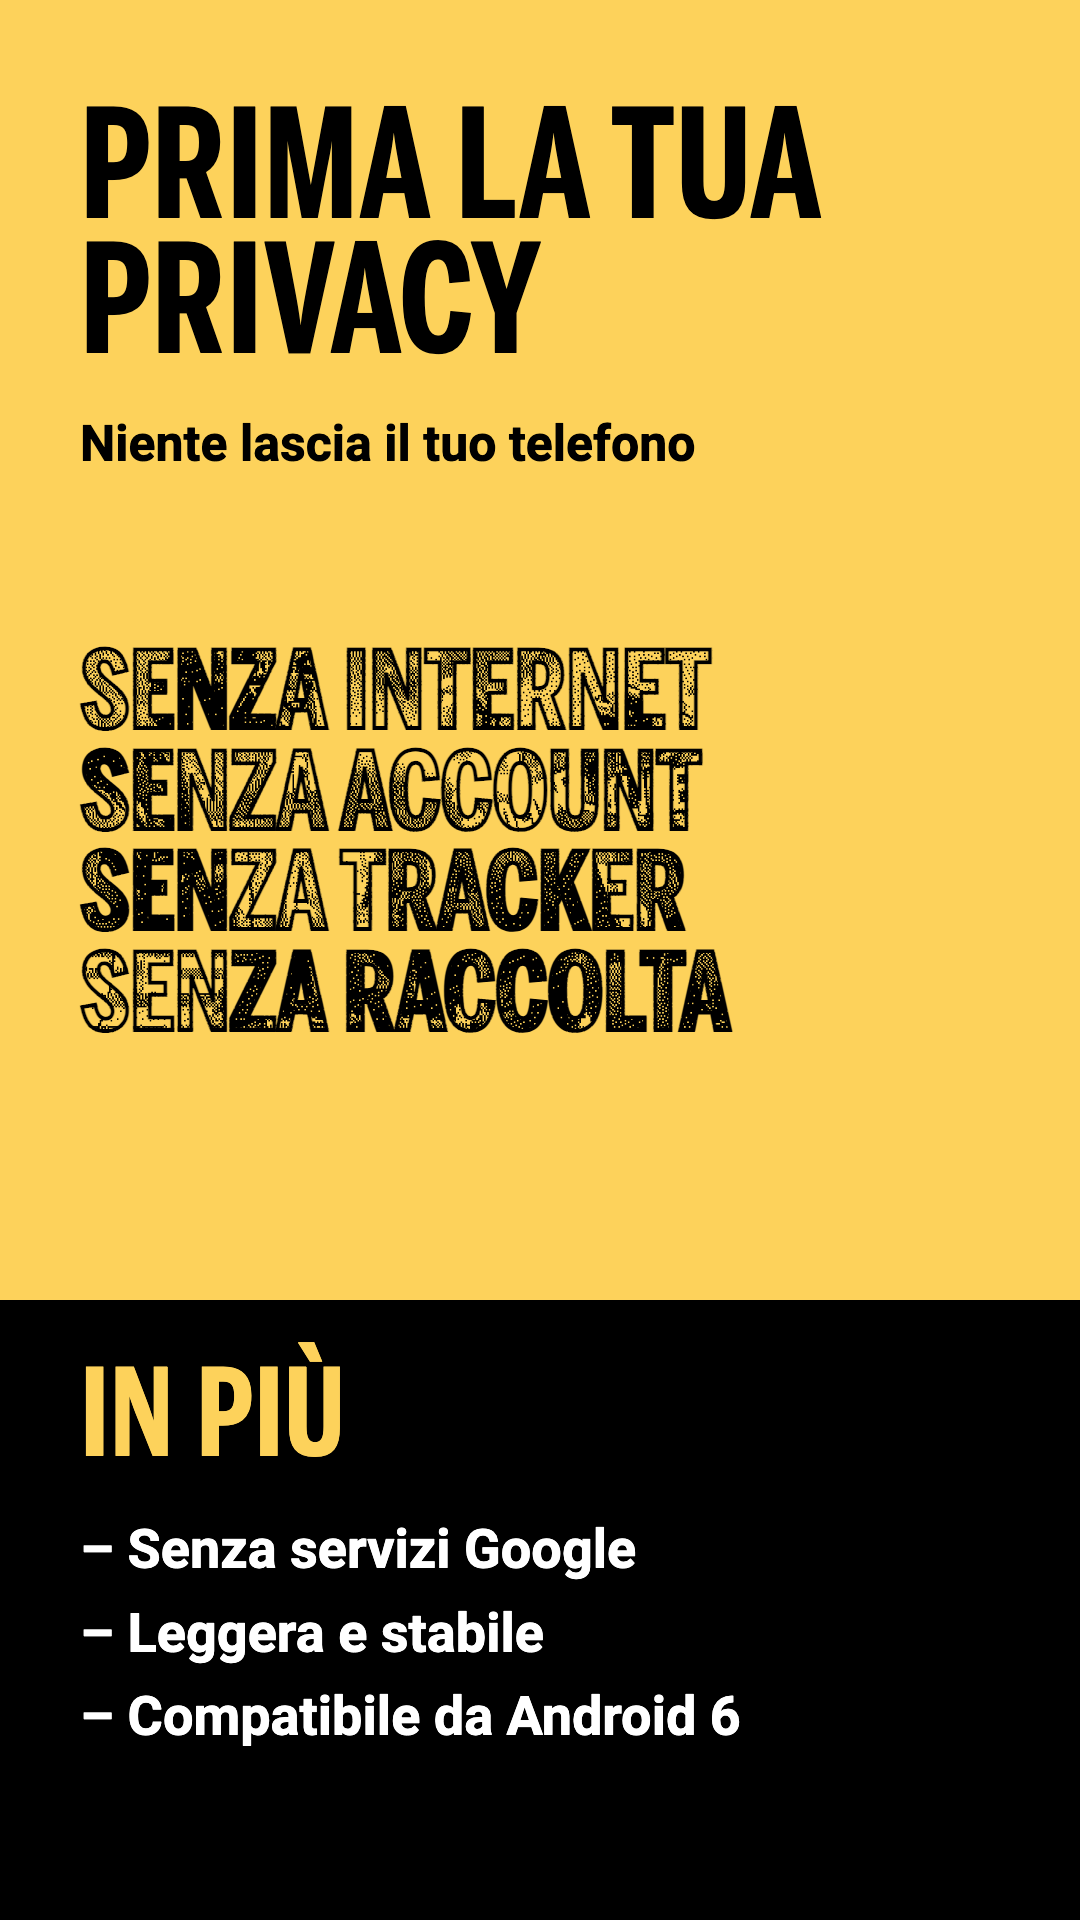 PRIMA LA TUA
PRIVACY
Niente lascia il tuo telefono
SENZA INTERNET
SENZA ACCOUNT
SENZA TRACKER
SENZA RACCOLTA
IN PIÙ
– Senza servizi Google
– Leggera e stabile
– Compatibile da Android 6